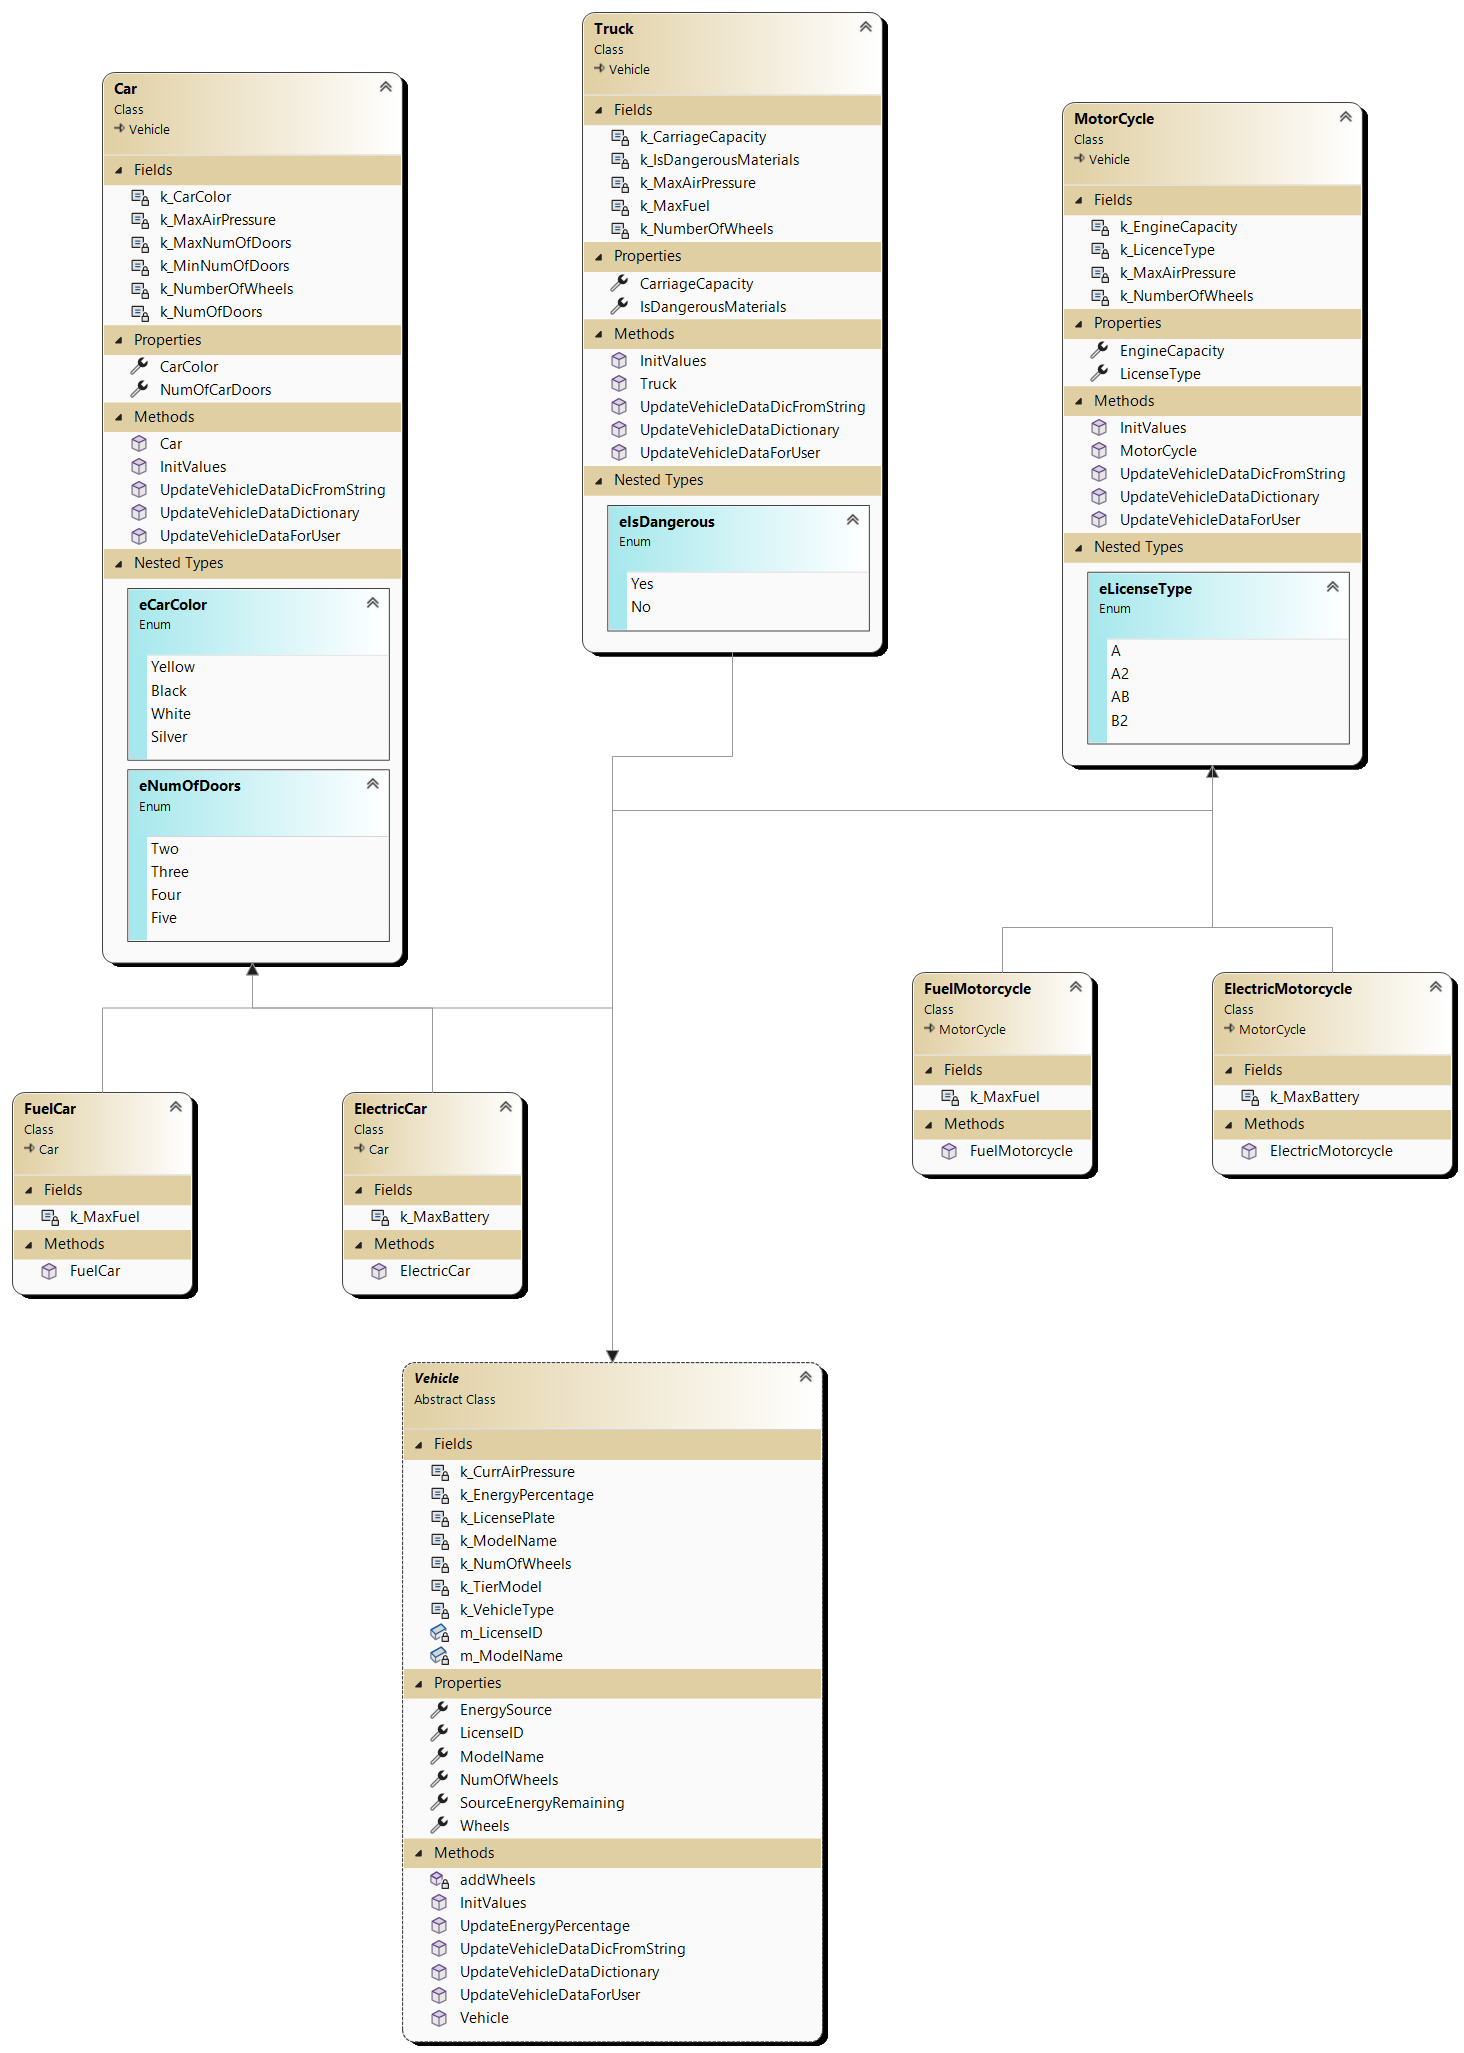 Truck
Class
Vehicle
Fields
k_CarriageCapacity
k_IsDangerousMaterials
k_MaxAirPressure
k_MaxFuel
k_NumberOfWheels
Properties
CarriageCapacity
IsDangerousMaterials
Methods
InitValues
Truck
UpdateVehicleDataDicFromString
UpdateVehicleDataDictionary
UpdateVehicleDataForUser
Nested Types
eIsDangerous
Enum
Yes
No
Car
Class
Vehicle
Fields
k_CarColor
k_MaxAirPressure
k_MaxNumOfDoors
k_MinNumOfDoors
k_NumberOfWheels
k_NumOfDoors
Properties
CarColor
NumOfCarDoors
Methods
Car
InitValues
UpdateVehicleDataDicFromString
UpdateVehicleDataDictionary
UpdateVehicleDataForUser
Nested Types
eCarColor
Enum
Yellow
Black
White
Silver
eNumOfDoors
Enum
Two
Three
Four
Five
MotorCycle
Class
Vehicle
Fields
k_EngineCapacity
k_LicenceType
k_MaxAirPressure
k_NumberOfWheels
Properties
EngineCapacity
LicenseType
Methods
InitValues
MotorCycle
UpdateVehicleDataDicFromString
UpdateVehicleDataDictionary
UpdateVehicleDataForUser
Nested Types
eLicenseType
Enum
A
A2
AB
B2
FuelMotorcycle
Class
MotorCycle
Fields
k_MaxFuel
Methods
FuelMotorcycle
ElectricMotorcycle
Class
MotorCycle
Fields
k_MaxBattery
Methods
ElectricMotorcycle
FuelCar
Class
Car
Fields
k_MaxFuel
Methods
FuelCar
ElectricCar
Class
Car
Fields
k_MaxBattery
Methods
ElectricCar
Vehicle
Abstract Class
Fields
k_CurrAirPressure
k_EnergyPercentage
k_LicensePlate
k_ModelName
k_NumOfWheels
k_TierModel
k_VehicleType
m_LicenseID
m_ModelName
Properties
EnergySource
LicenseID
ModelName
NumOfWheels
SourceEnergyRemaining
Wheels
Methods
addWheels
InitValues
UpdateEnergyPercentage
UpdateVehicleDataDicFromString
UpdateVehicleDataDictionary
UpdateVehicleDataForUser
Vehicle